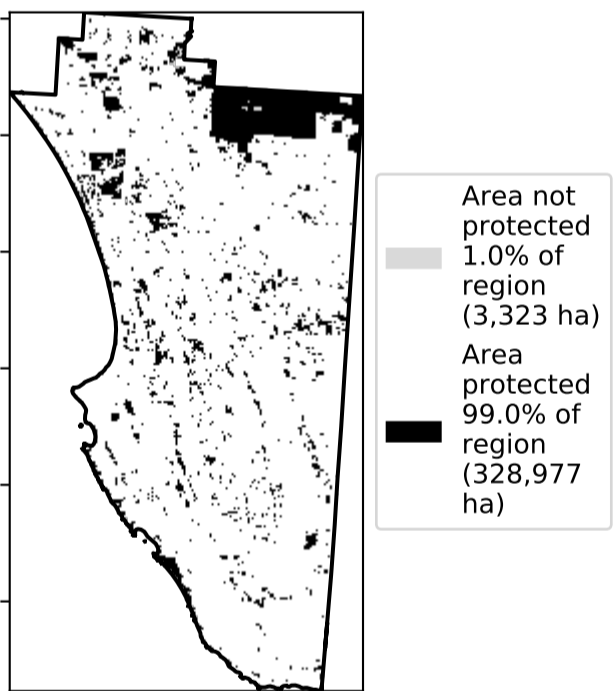 Area not
protected
1.0% of
region
(3,323 ha)
Area
protected
99.0% of
region
(328,977
ha)